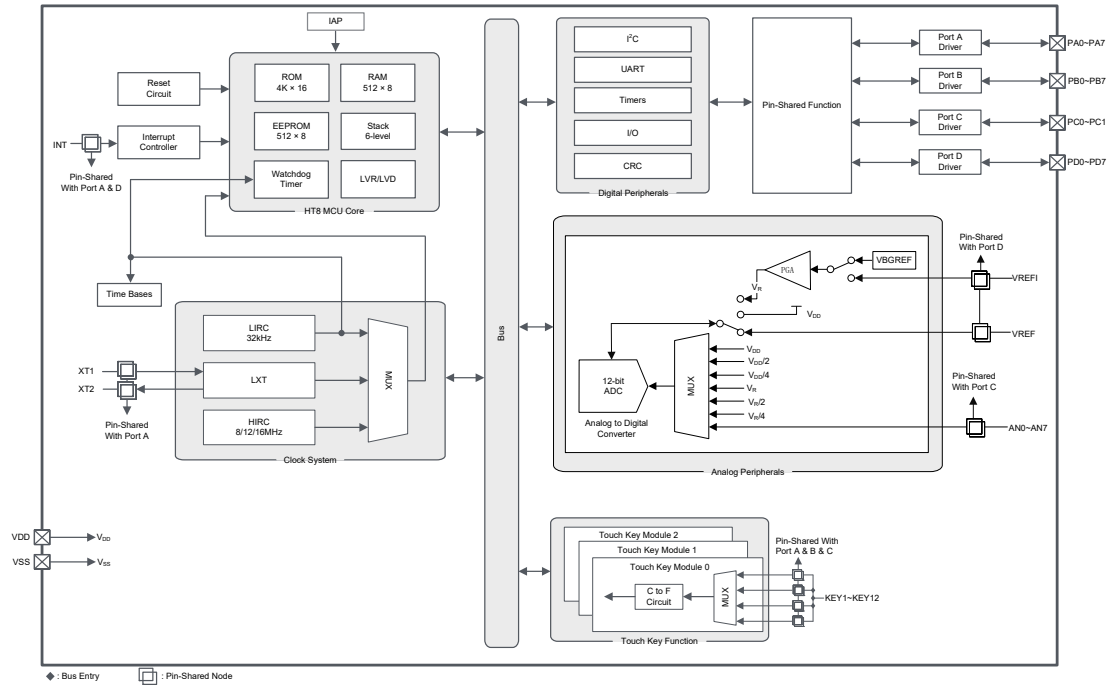 IAP
Reset
Circuit
INT
Interrupt
Controller
Pin-Shared
With Port A & D
ROM
4K × 16
RAM
512 × 8
EEPROM
512 × 8
Stack
6-level
Watchdog
Timer
LVR/LVD
HT8 MCU Core
Time Bases
LIRC
32kHz
LXT
HIRC
8/12/16MHz
MUX
Clock System
XT1
XT2
Pin-Shared
With Port A
VDD
VDD
VSS
VSS
Bus
I²C
UART
Timers
I/O
CRC
Digital Peripherals
Pin-Shared Function
Port A
Driver
PA0~PA7
Port B
Driver
PB0~PB7
Port C
Driver
PC0~PC1
Port D
Driver
PD0~PD7
PGA
VBGREF
VR
VDD
Pin-Shared
With Port D
VREFI
VREF
12-bit
ADC
Analog to Digital
Converter
MUX
VDD
VDD/2
VDD/4
VR
VR/2
VR/4
Pin-Shared
With Port C
AN0~AN7
Analog Peripherals
Touch Key Module 2
Touch Key Module 1
Touch Key Module 0
C to F
Circuit
MUX
Pin-Shared With
Port A & B & C
KEY1~KEY12
Touch Key Function
: Bus Entry
: Pin-Shared Node